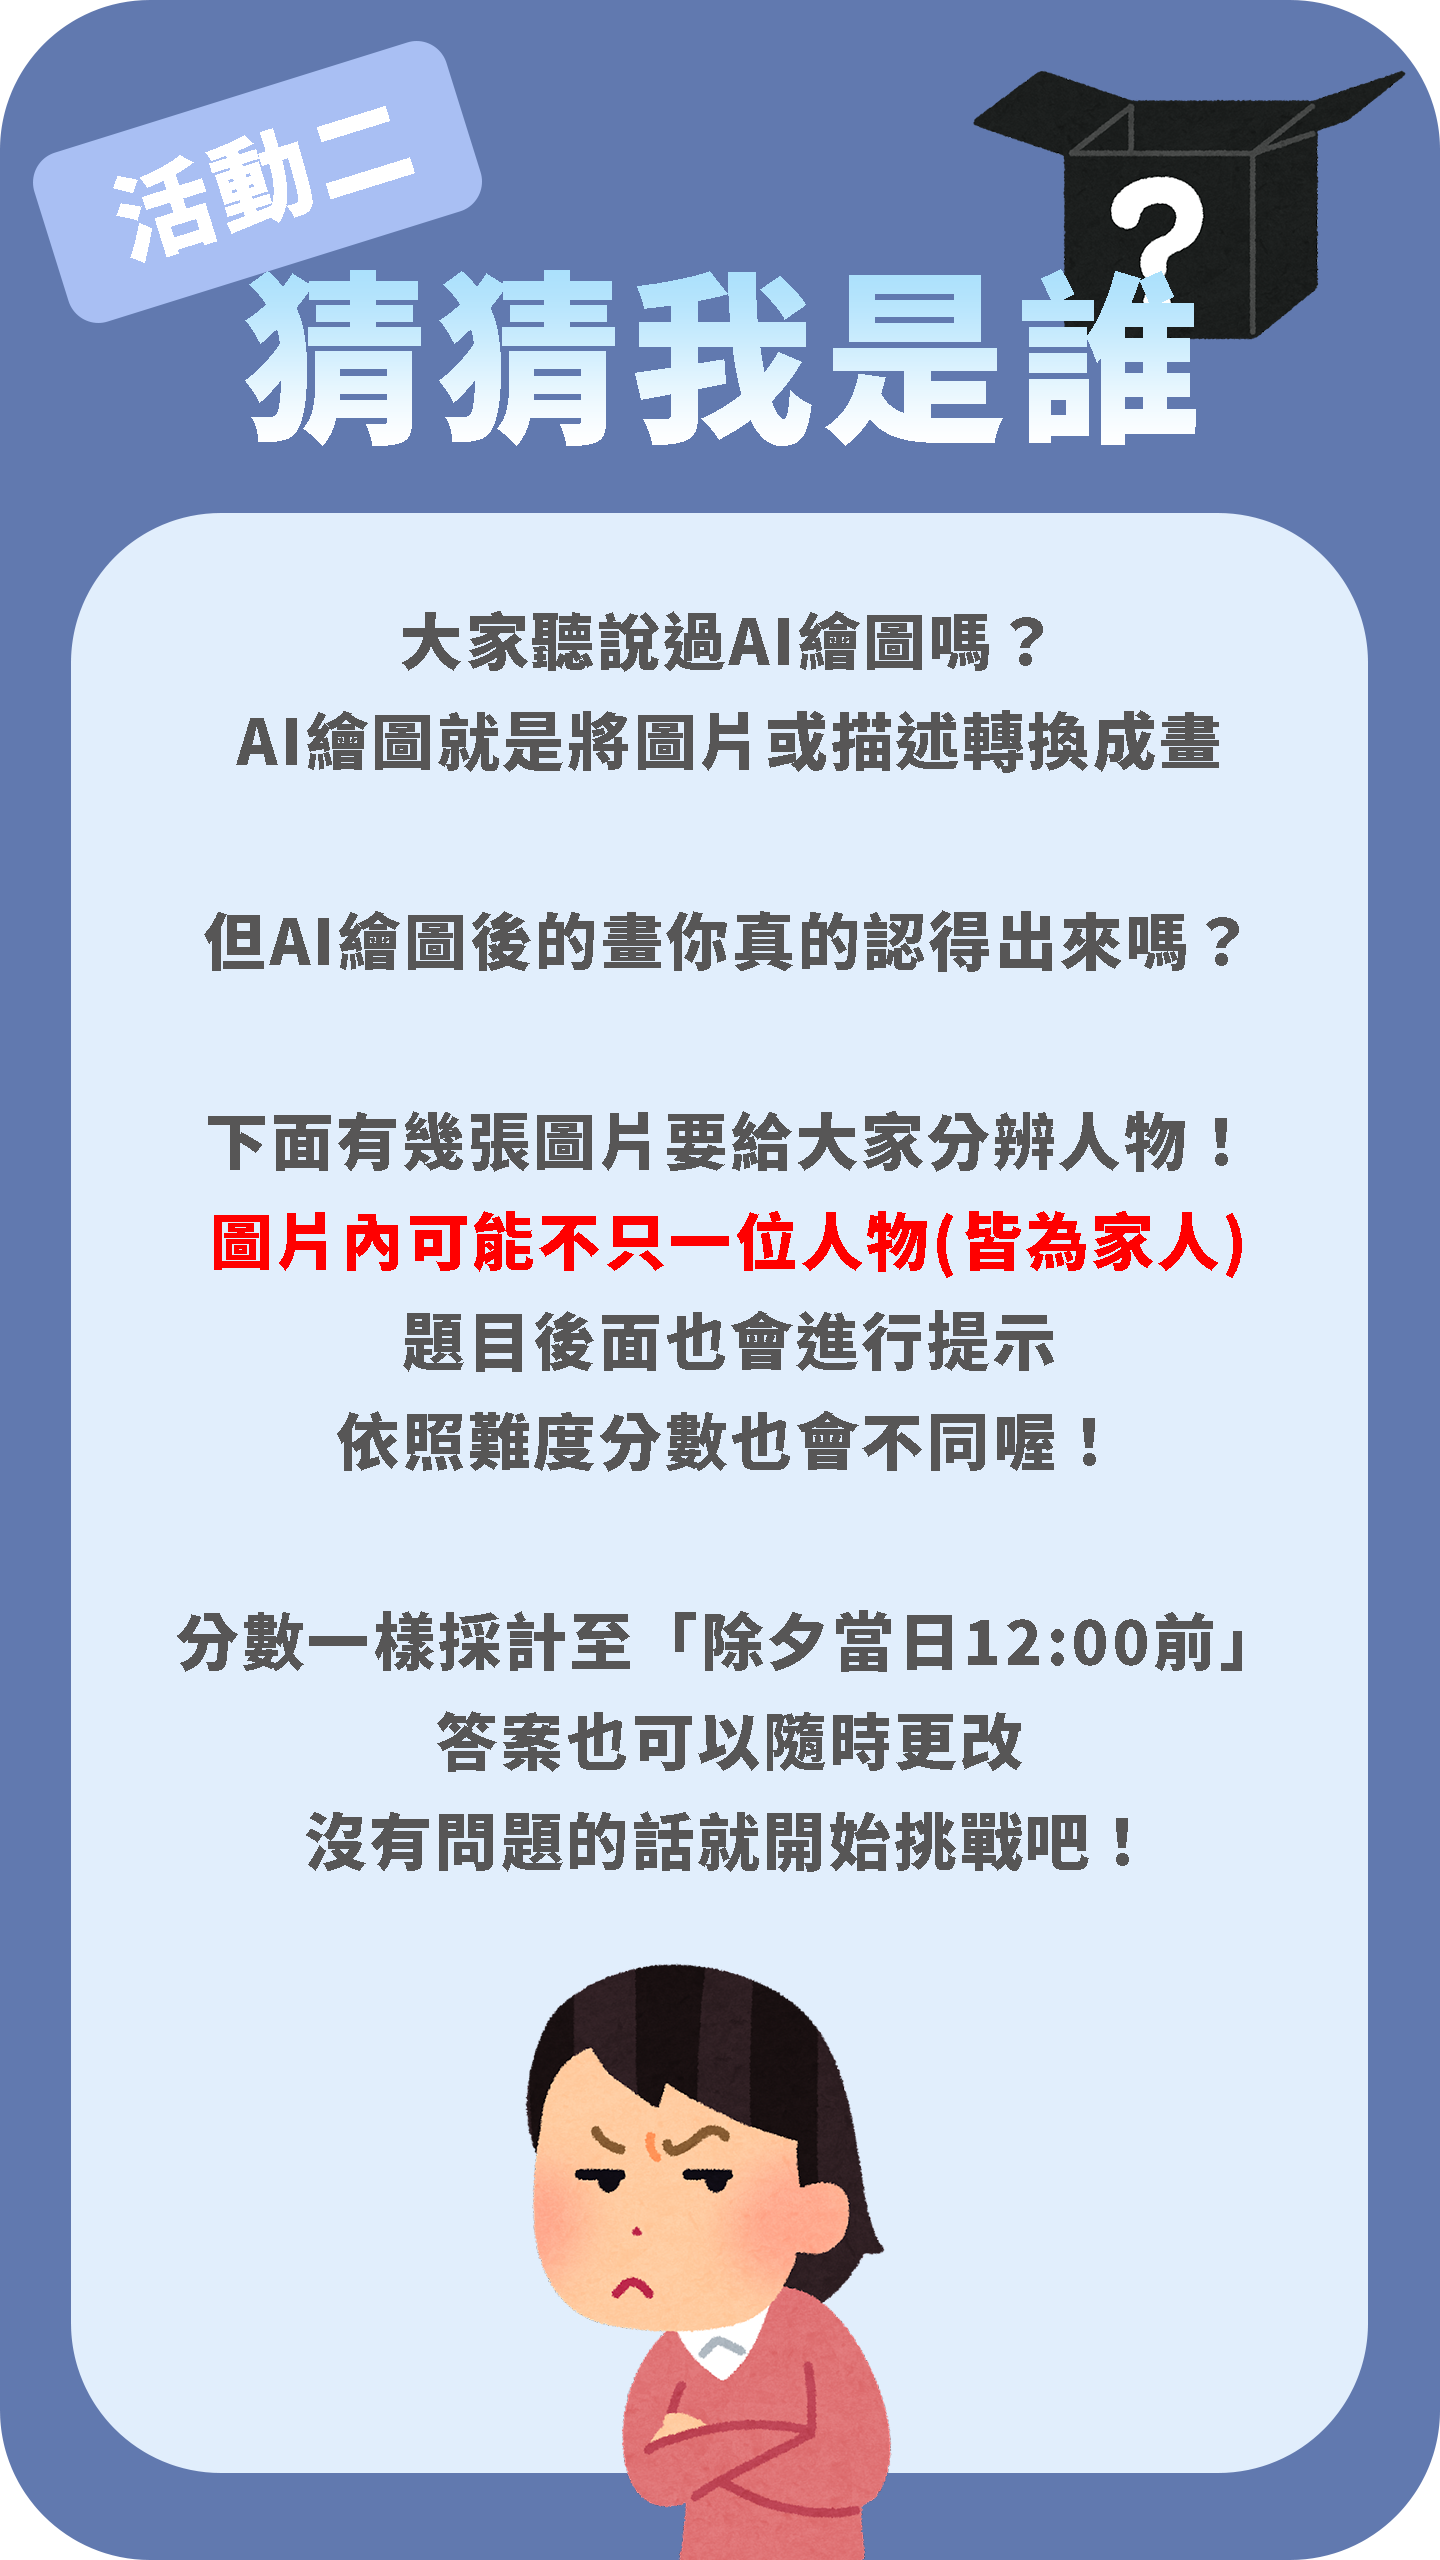 活動二
?
猜猜我是誰
大家聽說過AI繪圖嗎？
AI繪圖就是將圖片或描述轉換成畫
但AI繪圖後的畫你真的認得出來嗎？
下面有幾張圖片要給大家分辨人物！
圖片內可能不只一位人物(皆為家人)
題目後面也會進行提示
依照難度分數也會不同喔！
分數一樣採計至「除夕當日12:00前」
答案也可以隨時更改
沒有問題的話就開始挑戰吧！